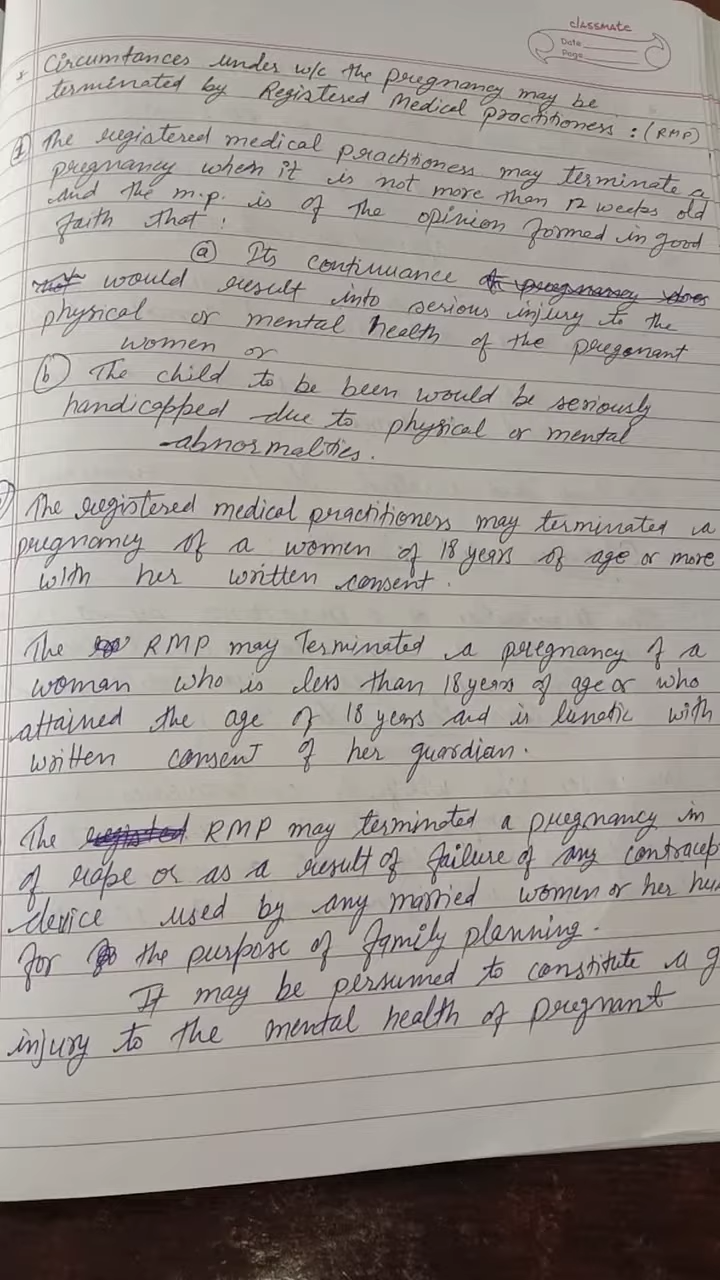 classmate
Date
Page
* Circumtances under w/c the pregnancy may be
terminated by Registered Medical practitioness : (RMP)
1 The registered medical practitioness may terminate a
pregnancy when it is not more than 12 weeks old
and the m.p. is of the opinion formed in good
faith that :
(a) Its continuance of pregnancy does
not would result into serious injury to the
physical or mental health of the pregonant
women or
(b) The child to be been would be seriously
handicapped due to physical or mental
abnormalities.
The registered medical practitioners may terminated a
pregnancy of a women of 18 years of age or more
with her written consent.
The RMP may Terminated a pregnancy of a
woman who is less than 18 years of age or who
attained the age of 18 years and is lunatic with
written consent of her guardian.
The registed RMP may terminated a pregnancy in
of rape or as a result of failure of any contracep
device used by any married women or her hus
for the purpose of family planning.
It may be persumed to constitute a g
injury to the mental health of pregnant